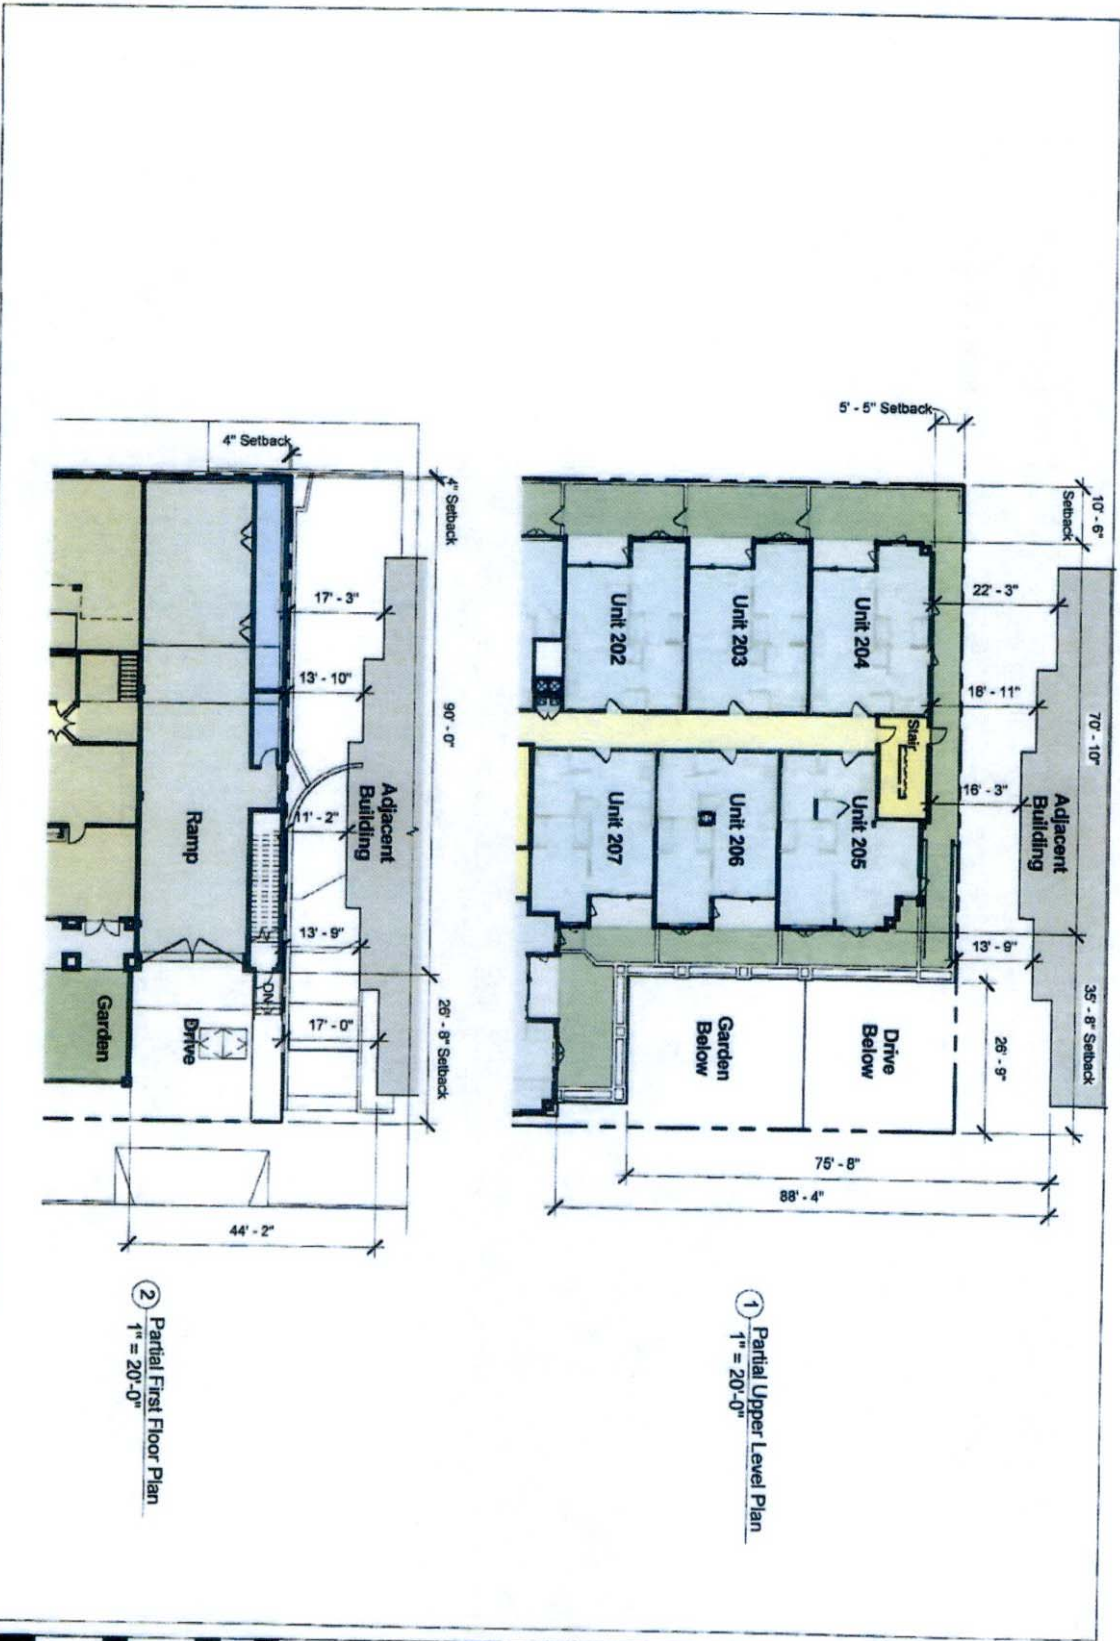 5' - 5" Setback
10' - 6"
Setback
22' - 3"
18' - 11"
70' - 10"
16' - 3"
Adjacent
Building
13' - 9"
35' - 8" Setback
26' - 9"
75' - 8"
88' - 4"
Unit 202
Unit 203
Unit 204
Stair
Unit 205
Unit 206
Unit 207
Garden
Below
Drive
Below
1
Partial Upper Level Plan
1" = 20'-0"
4" Setback
4" Setback
17' - 3"
13' - 10"
90' - 0"
Adjacent
Building
11' - 2"
13' - 9"
26' - 8" Setback
17' - 0"
Ramp
DN
Drive
Garden
44' - 2"
2
Partial First Floor Plan
1" = 20'-0"